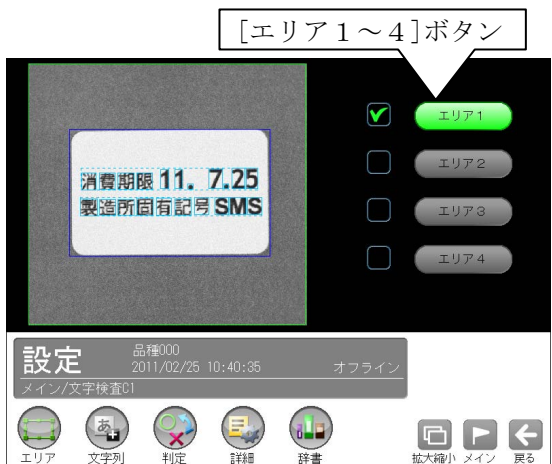 [エリア１～４]ボタン
エリア1
エリア2
エリア3
エリア4
消費期限 11. 7.25
製造所固有記号 SMS
設定
品種000
2011/02/25 10:40:35
オフライン
メイン/文字検査C1
あ
エリア
文字列
判定
詳細
辞書
拡大縮小
メイン
戻る